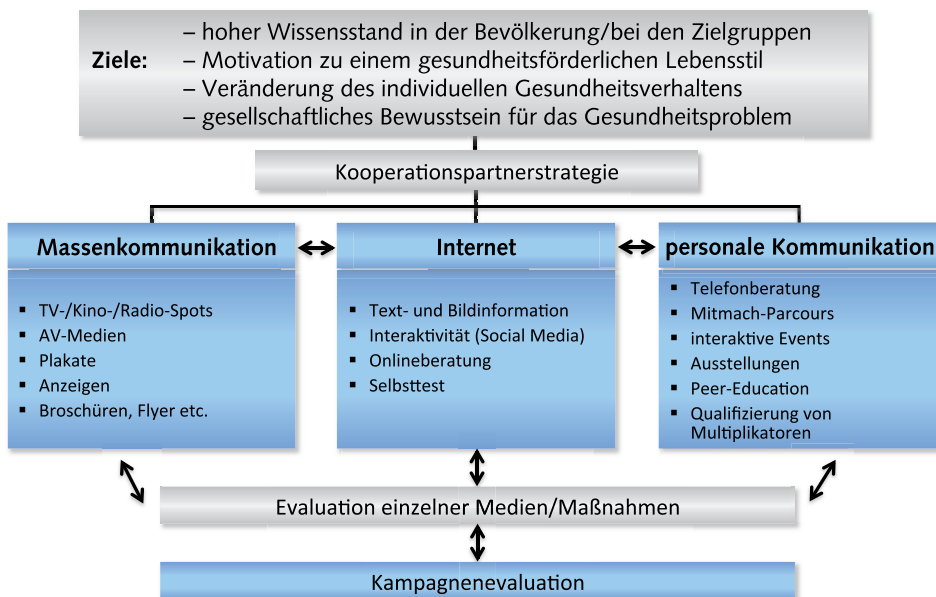 Ziele:
– hoher Wissensstand in der Bevölkerung/bei den Zielgruppen
– Motivation zu einem gesundheitsförderlichen Lebensstil
– Veränderung des individuellen Gesundheitsverhaltens
– gesellschaftliches Bewusstsein für das Gesundheitsproblem
Kooperationspartnerstrategie
Massenkommunikation
▪ TV-/Kino-/Radio-Spots
▪ AV-Medien
▪ Plakate
▪ Anzeigen
▪ Broschüren, Flyer etc.
Internet
▪ Text- und Bildinformation
▪ Interaktivität (Social Media)
▪ Onlineberatung
▪ Selbsttest
personale Kommunikation
▪ Telefonberatung
▪ Mitmach-Parcours
▪ interaktive Events
▪ Ausstellungen
▪ Peer-Education
▪ Qualifizierung von
Multiplikatoren
Evaluation einzelner Medien/Maßnahmen
Kampagnenevaluation